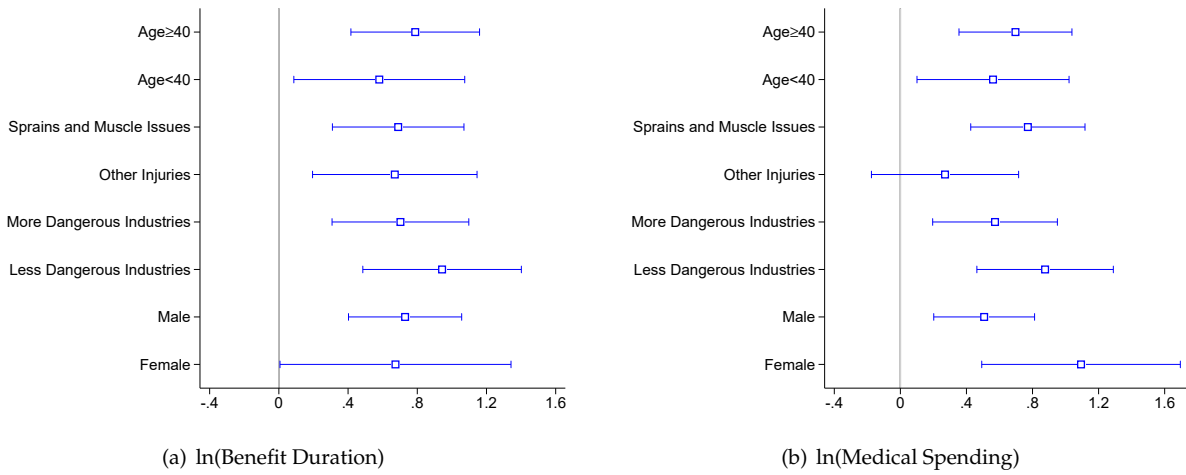 Age≥40
Age<40
Sprains and Muscle Issues
Other Injuries
More Dangerous Industries
Less Dangerous Industries
Male
Female
-.4 0 .4 .8 1.2 1.6
(a) ln(Benefit Duration)
Age≥40
Age<40
Sprains and Muscle Issues
Other Injuries
More Dangerous Industries
Less Dangerous Industries
Male
Female
-.4 0 .4 .8 1.2 1.6
(b) ln(Medical Spending)